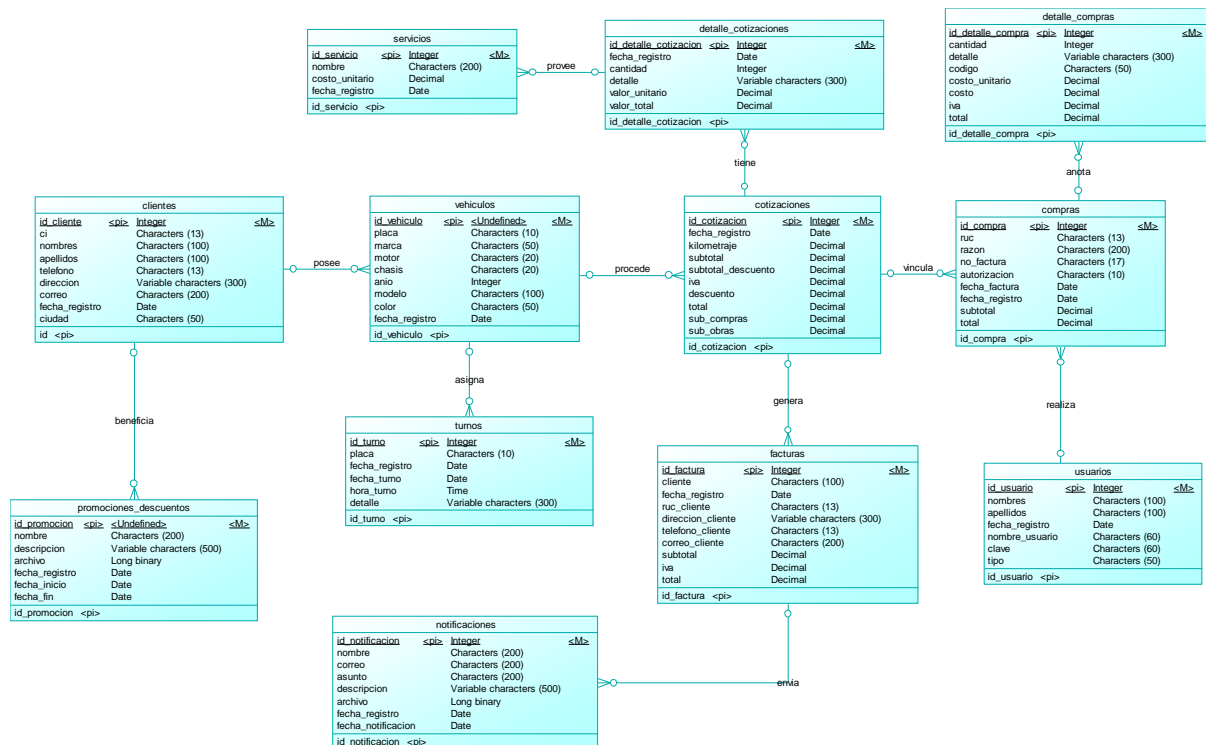 servicios
id_servicio <pi> Integer <M>
nombre Characters (200)
costo_unitario Decimal
fecha_registro Date
id_servicio <pi>
provee
detalle_cotizaciones
id_detalle_cotizacion <pi> Integer <M>
fecha_registro Date
cantidad Integer
detalle Variable characters (300)
valor_unitario Decimal
valor_total Decimal
id_detalle_cotizacion <pi>
detalle_compras
id_detalle_compra <pi> Integer <M>
cantidad Integer
detalle Variable characters (300)
codigo Characters (50)
costo_unitario Decimal
costo Decimal
iva Decimal
total Decimal
id_detalle_compra <pi>
tiene
anota
clientes
id_cliente <pi> Integer <M>
ci Characters (13)
nombres Characters (100)
apellidos Characters (100)
telefono Characters (13)
direccion Variable characters (300)
correo Characters (200)
fecha_registro Date
ciudad Characters (50)
id <pi>
posee
vehiculos
id_vehiculo <pi> <Undefined> <M>
placa Characters (10)
marca Characters (50)
motor Characters (20)
chasis Characters (20)
anio Integer
modelo Characters (100)
color Characters (50)
fecha_registro Date
id_vehiculo <pi>
procede
cotizaciones
id_cotizacion <pi> Integer <M>
fecha_registro Date
kilometraje Decimal
subtotal Decimal
subtotal_descuento Decimal
iva Decimal
descuento Decimal
total Decimal
sub_compras Decimal
sub_obras Decimal
id_cotizacion <pi>
vincula
compras
id_compra <pi> Integer <M>
ruc Characters (13)
razon Characters (200)
no_factura Characters (17)
autorizacion Characters (10)
fecha_factura Date
fecha_registro Date
subtotal Decimal
total Decimal
id_compra <pi>
beneficia
asigna
genera
realiza
turnos
id_turno <pi> Integer <M>
placa Characters (10)
fecha_registro Date
fecha_turno Date
hora_turno Time
detalle Variable characters (300)
id_turno <pi>
facturas
id_factura <pi> Integer <M>
cliente Characters (100)
fecha_registro Date
ruc_cliente Characters (13)
direccion_cliente Variable characters (300)
telefono_cliente Characters (13)
correo_cliente Characters (200)
subtotal Decimal
iva Decimal
total Decimal
id_factura <pi>
usuarios
id_usuario <pi> Integer <M>
nombres Characters (100)
apellidos Characters (100)
fecha_registro Date
nombre_usuario Characters (60)
clave Characters (60)
tipo Characters (50)
id_usuario <pi>
promociones_descuentos
id_promocion <pi> <Undefined> <M>
nombre Characters (200)
descripcion Variable characters (500)
archivo Long binary
fecha_registro Date
fecha_inicio Date
fecha_fin Date
id_promocion <pi>
notificaciones
id_notificacion <pi> Integer <M>
nombre Characters (200)
correo Characters (200)
asunto Characters (200)
descripcion Variable characters (500)
archivo Long binary
fecha_registro Date
fecha_notificacion Date
id_notificacion <pi>
envia